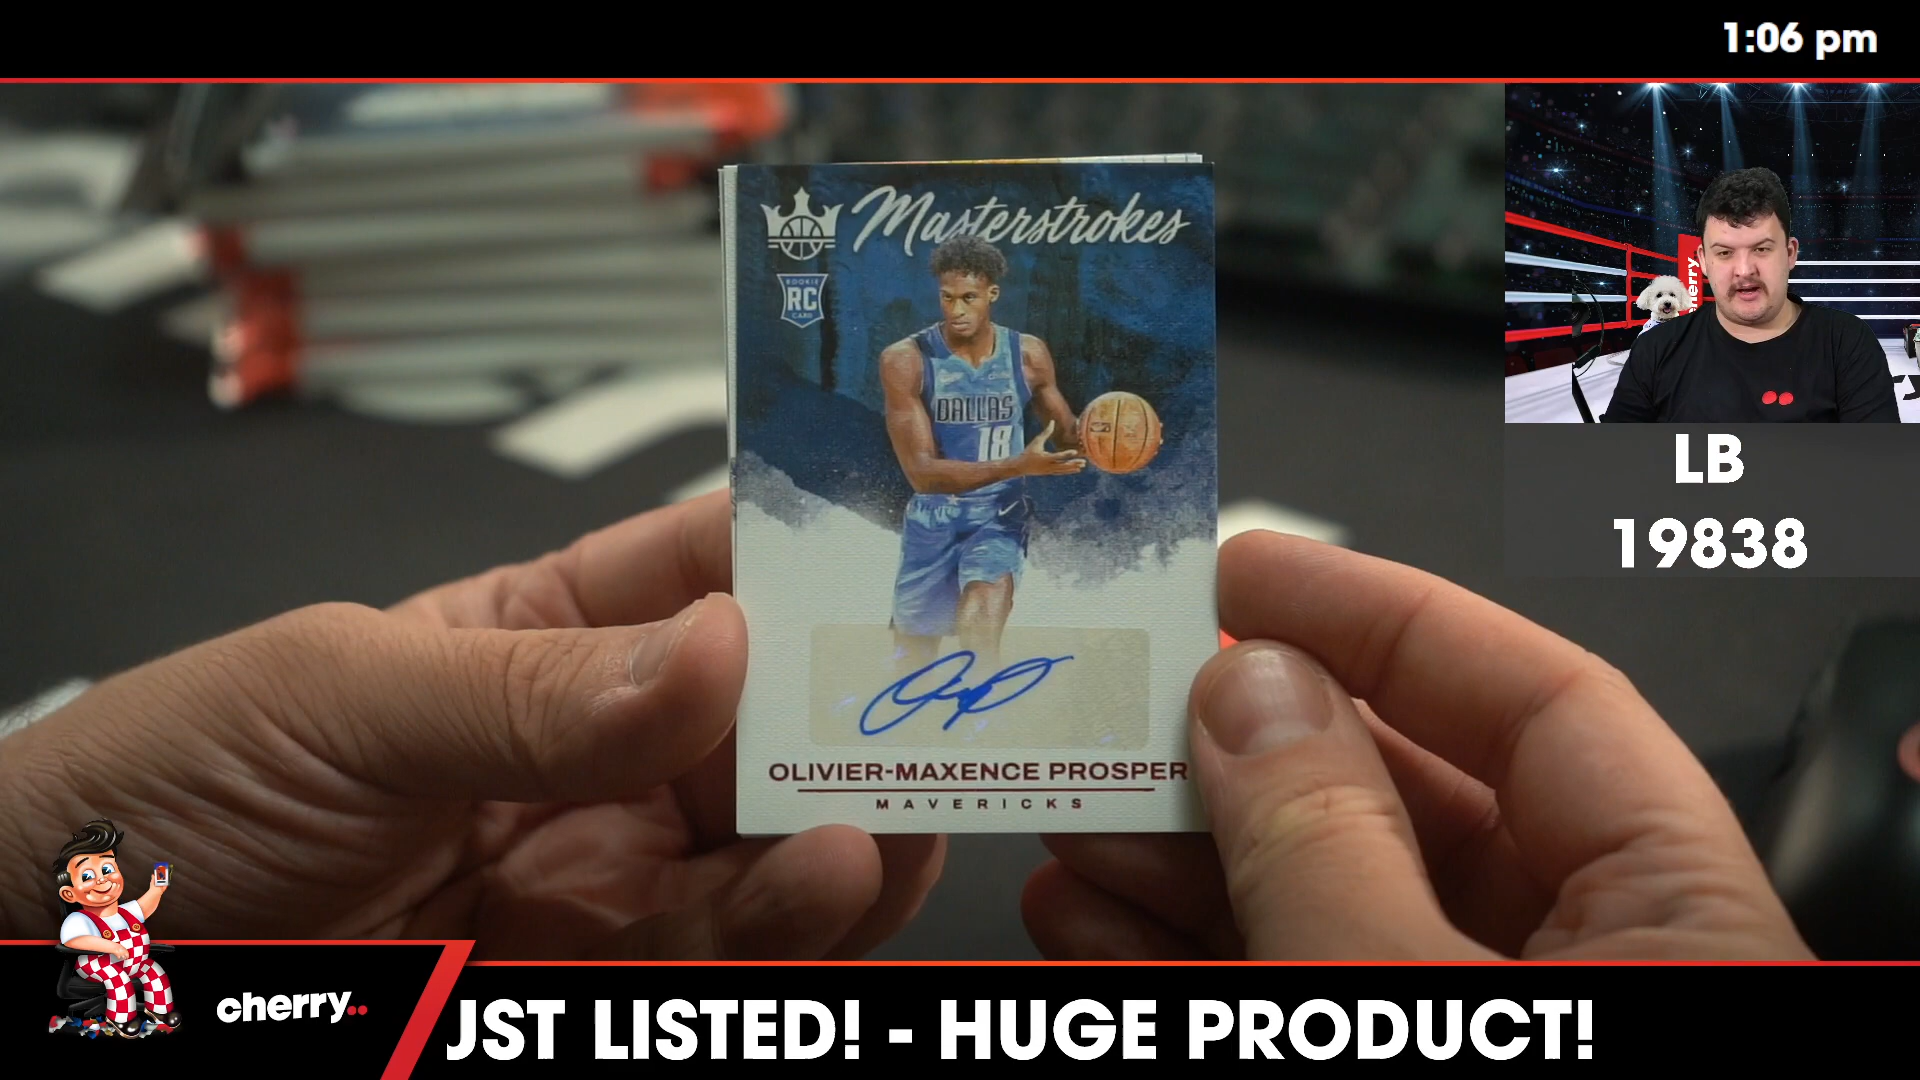 1:06 pm
Masterstrokes
ROOKIE
RC
CARD
DALLAS
18
OLIVIER-MAXENCE PROSPER
MAVERICKS
cherry
LB
19838
cherry..
JST LISTED! - HUGE PRODUCT!